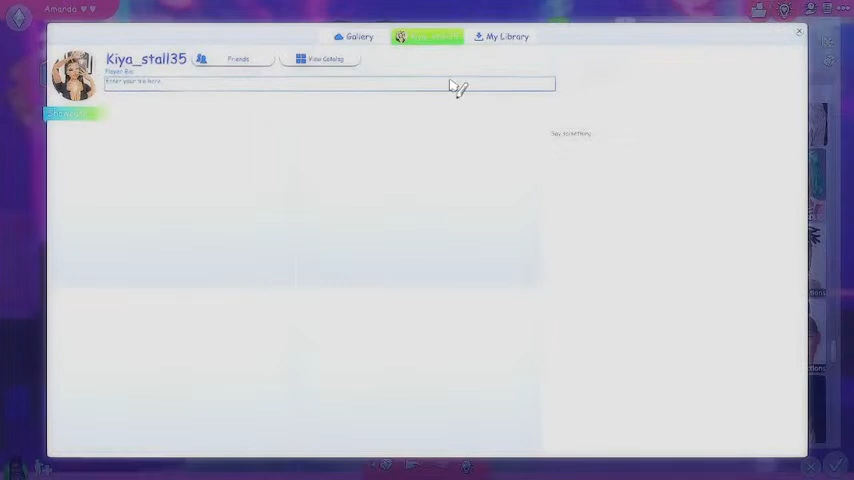 Amanda ♥ ♥
Gallery
My Library
Kiya_stall35
Friends
View Catalog
Player Bio
Enter your bio here.
Say something